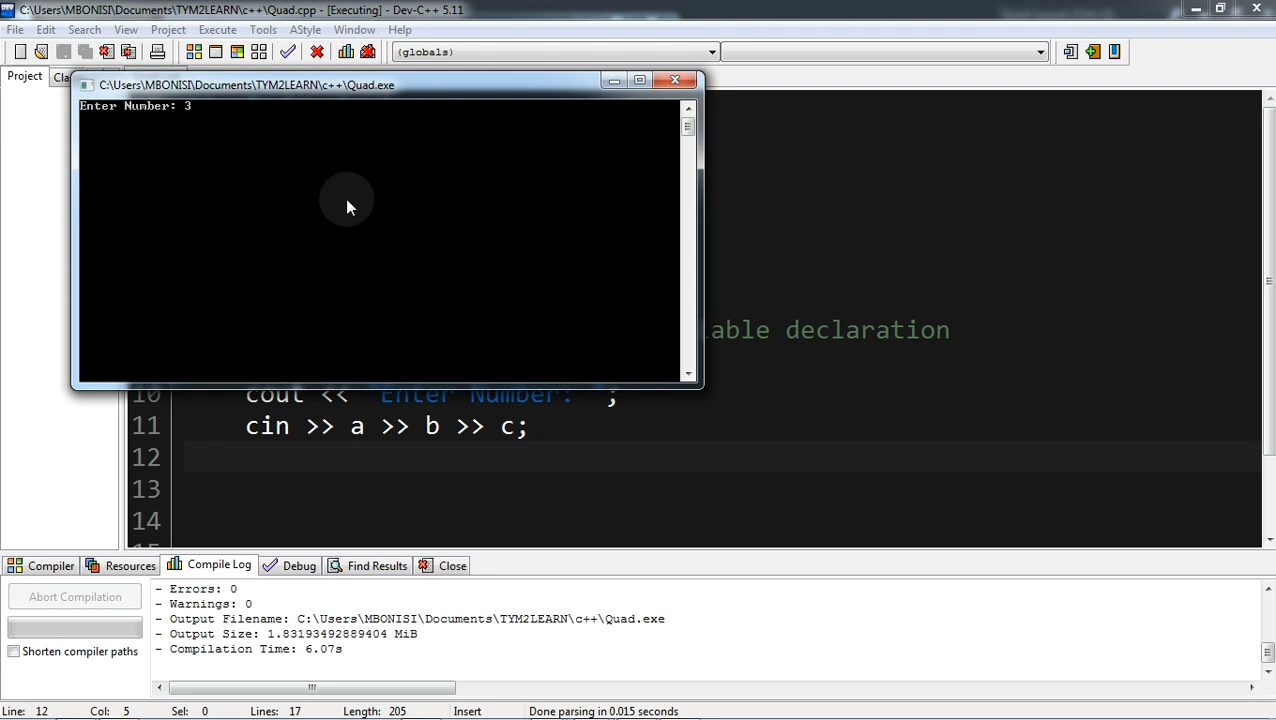 C:\Users\MBONISI\Documents\TYM2LEARN\c++\Quad.cpp - [Executing] - Dev-C++ 5.11
File Edit Search View Project Execute Tools AStyle Window Help
(globals)
Project Cla
C:\Users\MBONISI\Documents\TYM2LEARN\c++\Quad.exe
Enter Number: 3
iable declaration
10 cout << "Enter Number: ";
11 cin >> a >> b >> c;
12
13
14
Compiler Resources Compile Log Debug Find Results Close
Abort Compilation
Shorten compiler paths
- Errors: 0
- Warnings: 0
- Output Filename: C:\Users\MBONISI\Documents\TYM2LEARN\c++\Quad.exe
- Output Size: 1.83193492889404 MiB
- Compilation Time: 6.07s
Line: 12 Col: 5 Sel: 0 Lines: 17 Length: 205 Insert Done parsing in 0.015 seconds